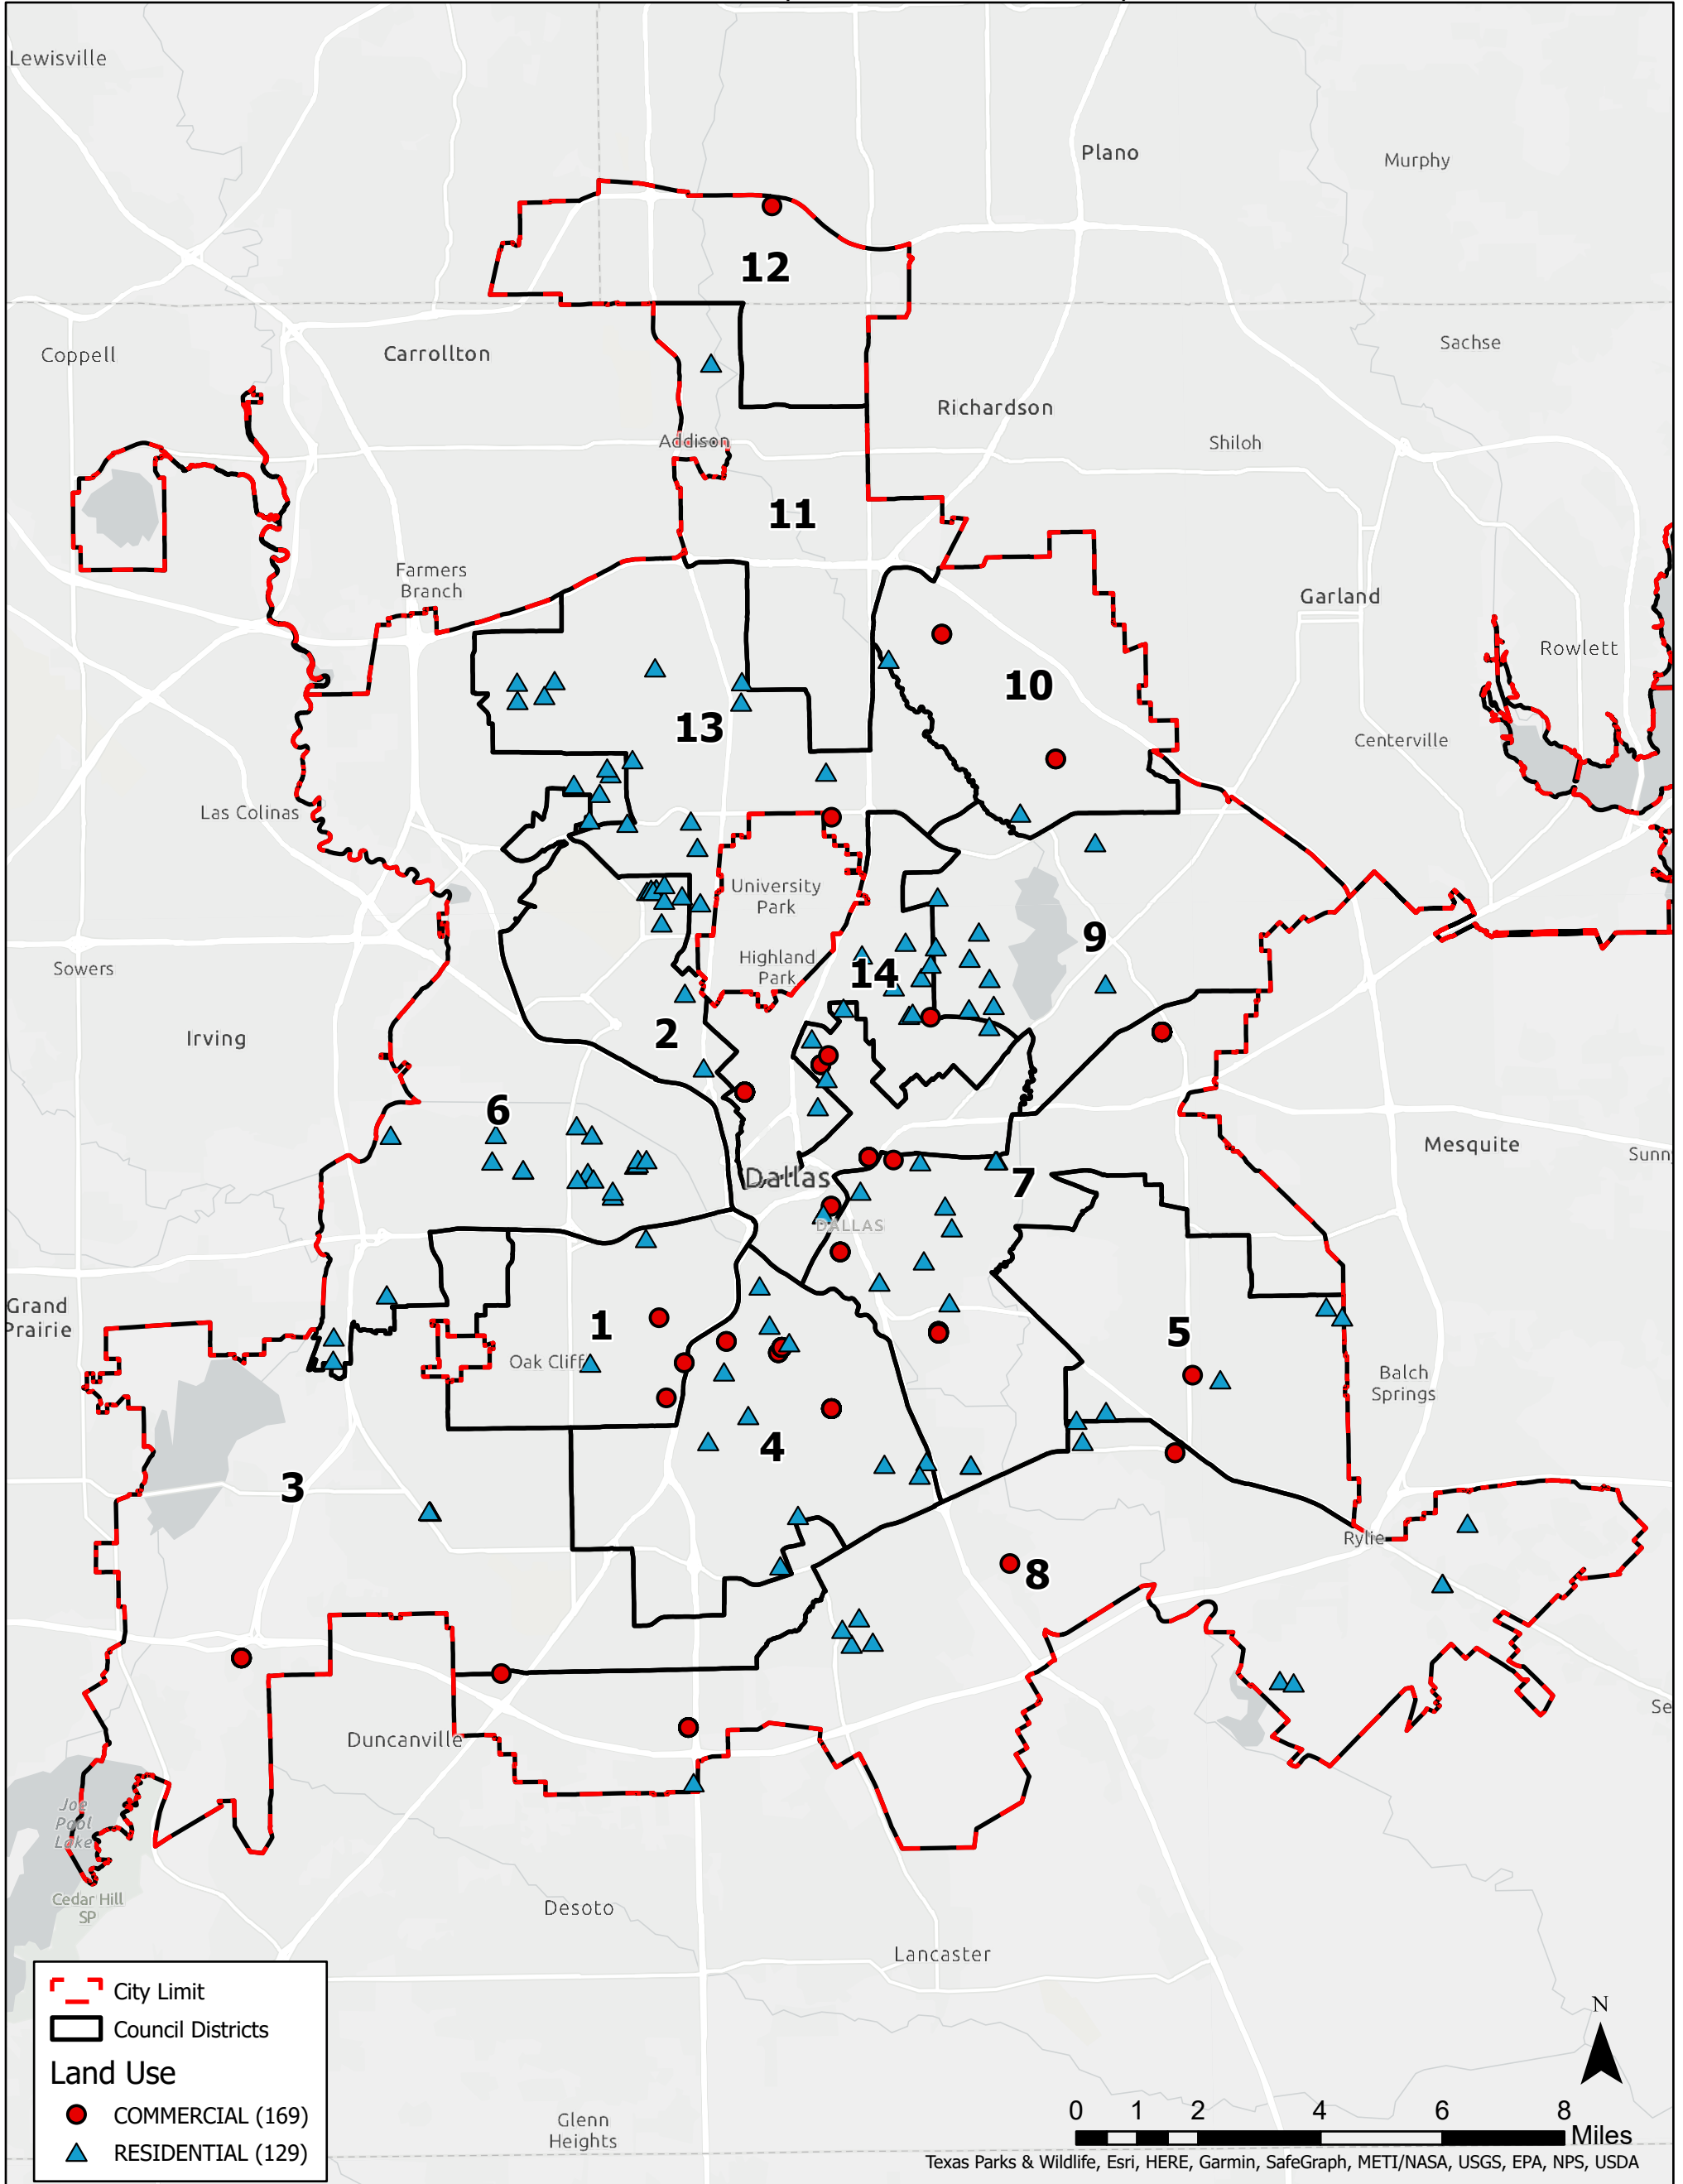 Lewisville
Plano
Murphy
12
Coppell
Carrollton
Sachse
Richardson
Addison
Shiloh
11
Farmers
Branch
Garland
Rowlett
10
13
Centerville
Las Colinas
University
Park
9
Highland
Park
14
Sowers
Irving
2
6
Mesquite
Sunn
Dallas
7
DALLAS
Grand
Prairie
1
5
Oak Cliff
Balch
Springs
4
3
Rylie
8
Se
Duncanville
Joe
Pool
Lake
Cedar Hill
SP
Desoto
Lancaster
City Limit
Council Districts
Land Use
COMMERCIAL (169)
RESIDENTIAL (129)
Glenn
Heights
N
0 1 2 4 6 8
Miles
Texas Parks & Wildlife, Esri, HERE, Garmin, SafeGraph, METI/NASA, USGS, EPA, NPS, USDA